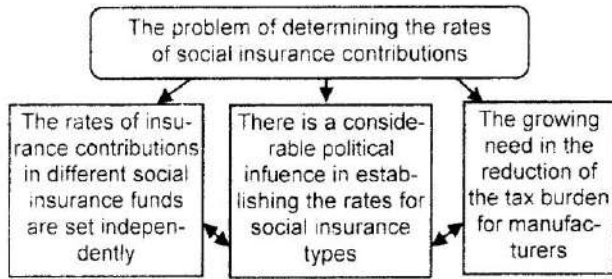 The problem of determining the rates
of social insurance contributions
The rates of insu-
rance contributions
in different social
insurance funds
are set indepen-
dently
There is a conside-
rable political
infuence in estab-
lishing the rates for
social insurance
types
The growing
need in the
reduction of
the tax burden
for manufac-
turers